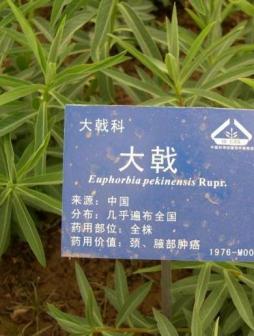 大戟科
大戟
Euphorbia pekinensis Rupr.
来源：中国
分布：几乎遍布全国
药用部位：全株
药用价值：颈、腋部肿癌
1976-M00